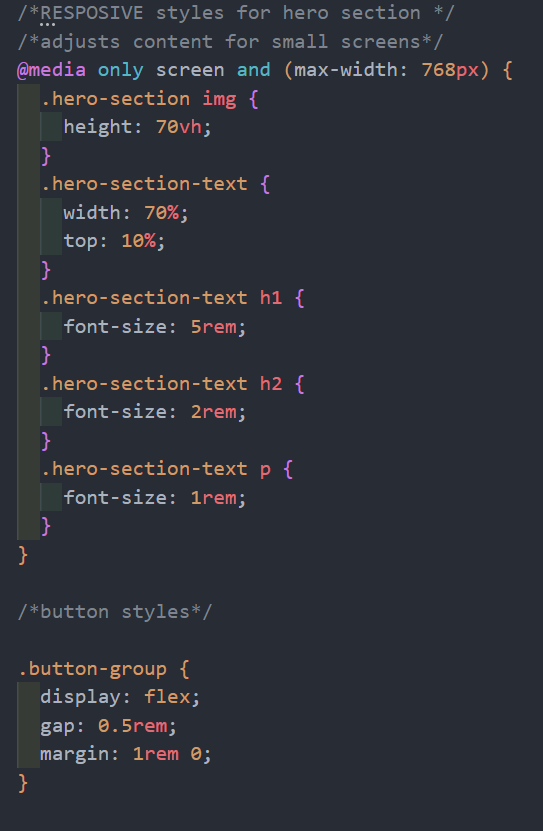 /*RESPOSIVE styles for hero section */
/*adjusts content for small screens*/
@media only screen and (max-width: 768px) {
  .hero-section img {
    height: 70vh;
  }
  .hero-section-text {
    width: 70%;
    top: 10%;
  }
  .hero-section-text h1 {
    font-size: 5rem;
  }
  .hero-section-text h2 {
    font-size: 2rem;
  }
  .hero-section-text p {
    font-size: 1rem;
  }
}

/*button styles*/

.button-group {
  display: flex;
  gap: 0.5rem;
  margin: 1rem 0;
}